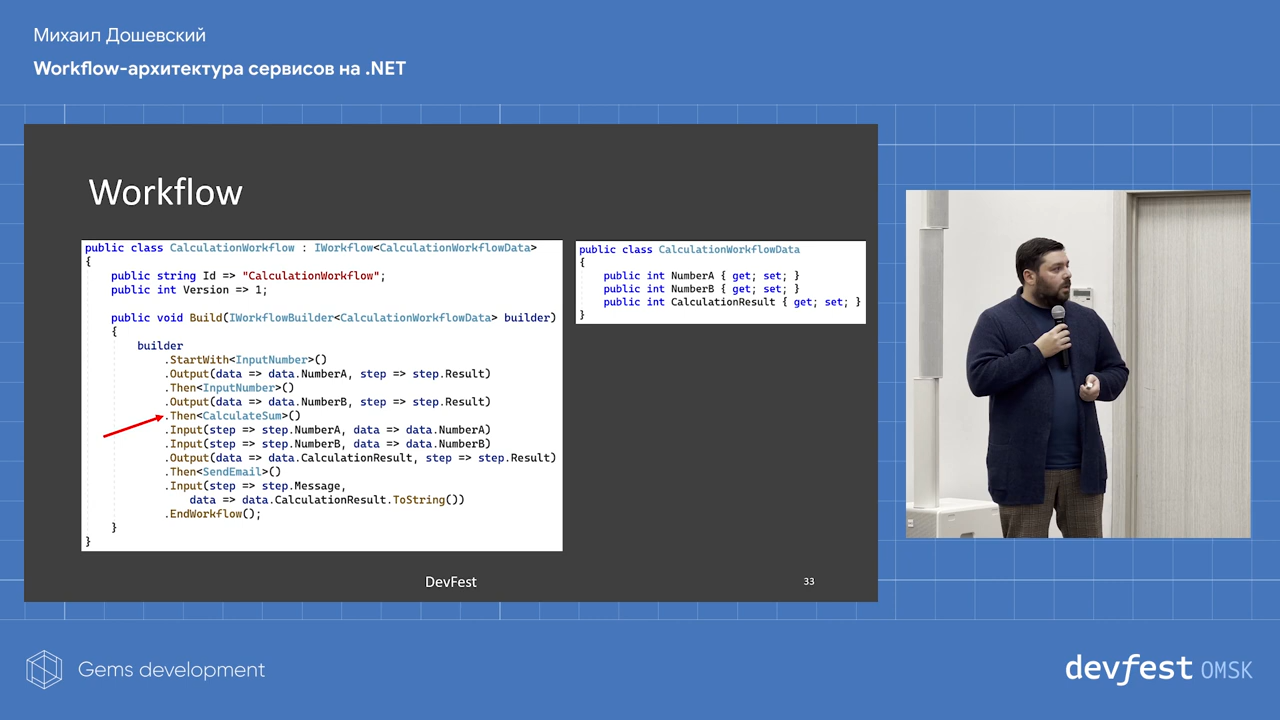 Михаил Дошевский
Workflow-архитектура сервисов на .NET
Workflow
public class CalculationWorkflow : IWorkflow<CalculationWorkflowData>
{
    public string Id => "CalculationWorkflow";
    public int Version => 1;
    public void Build(IWorkflowBuilder<CalculationWorkflowData> builder)
    {
        builder
            .StartWith<InputNumber>()
            .Output(data => data.NumberA, step => step.Result)
            .Then<InputNumber>()
            .Output(data => data.NumberB, step => step.Result)
            .Then<CalculateSum>()
            .Input(step => step.NumberA, data => data.NumberA)
            .Input(step => step.NumberB, data => data.NumberB)
            .Output(data => data.CalculationResult, step => step.Result)
            .Then<SendEmail>()
            .Input(step => step.Message,
                data => data.CalculationResult.ToString())
            .EndWorkflow();
    }
}
public class CalculationWorkflowData
{
    public int NumberA { get; set; }
    public int NumberB { get; set; }
    public int CalculationResult { get; set; }
}
DevFest
33
Gems development
devfest OMSK